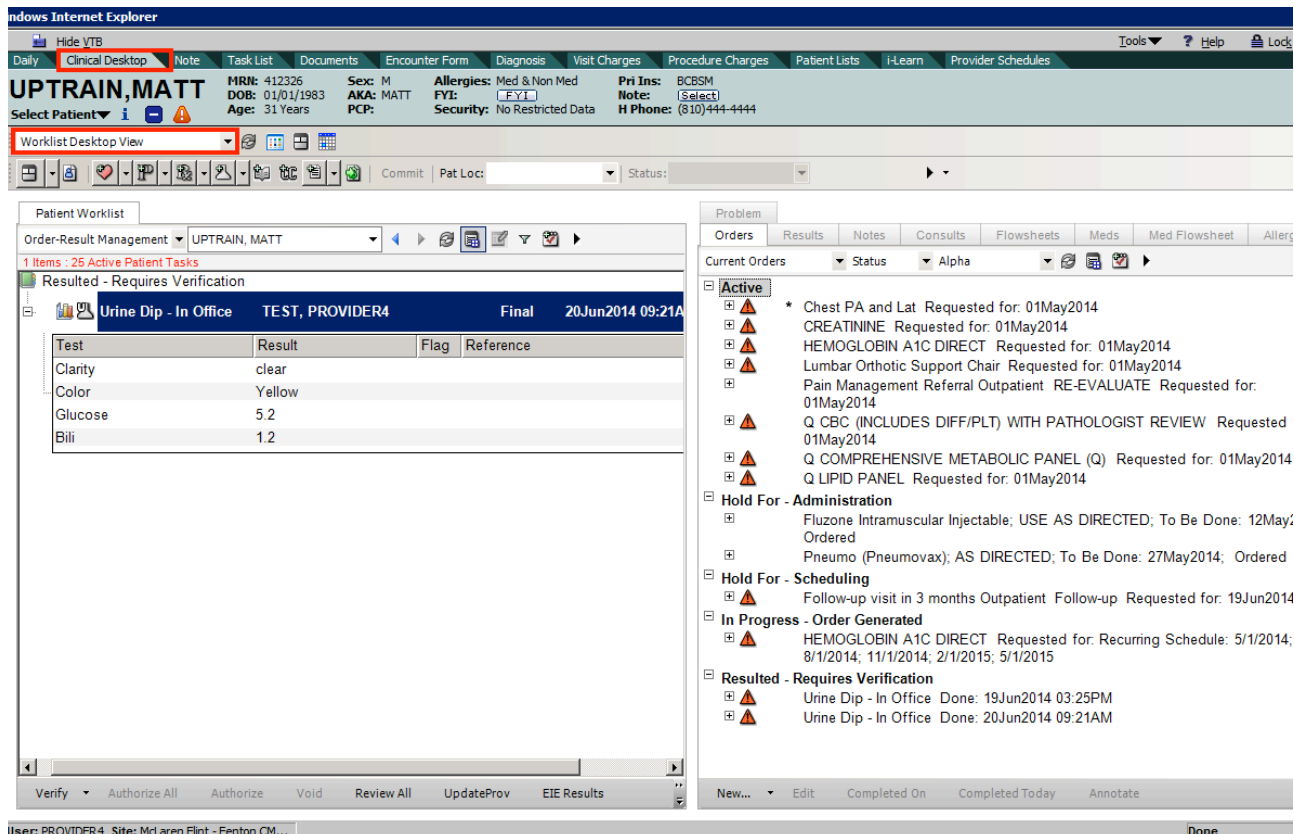 ndows Internet Explorer
Hide VTB Tools ? Help Lock
Daily Clinical Desktop Note Task List Documents Encounter Form Diagnosis Visit Charges Procedure Charges Patient Lists i-Learn Provider Schedules
UPTRAIN,MATT MRN: 412326 Sex: M Allergies: Med & Non Med Pri Ins: BCBSM
DOB: 01/01/1983 AKA: MATT FYI: FYI Note: Select
Select Patient i Age: 31 Years PCP: Security: No Restricted Data H Phone: (810)444-4444
Worklist Desktop View
Commit Pat Loc: Status:
Patient Worklist
Order-Result Management UPTRAIN, MATT
1 Items : 25 Active Patient Tasks
Resulted - Requires Verification
Urine Dip - In Office TEST, PROVIDER4 Final 20Jun2014 09:21A
Test Result Flag Reference
Clarity clear
Color Yellow
Glucose 5.2
Bili 1.2
Verify Authorize All Authorize Void Review All UpdateProv EIE Results
Problem
Orders Results Notes Consults Flowsheets Meds Med Flowsheet Allerg
Current Orders Status Alpha
Active
* Chest PA and Lat Requested for: 01May2014
CREATININE Requested for: 01May2014
HEMOGLOBIN A1C DIRECT Requested for: 01May2014
Lumbar Orthotic Support Chair Requested for: 01May2014
Pain Management Referral Outpatient RE-EVALUATE Requested for:
01May2014
Q CBC (INCLUDES DIFF/PLT) WITH PATHOLOGIST REVIEW Requested
01May2014
Q COMPREHENSIVE METABOLIC PANEL (Q) Requested for: 01May2014
Q LIPID PANEL Requested for: 01May2014
Hold For - Administration
Fluzone Intramuscular Injectable; USE AS DIRECTED; To Be Done: 12May2
Ordered
Pneumo (Pneumovax); AS DIRECTED; To Be Done: 27May2014; Ordered
Hold For - Scheduling
Follow-up visit in 3 months Outpatient Follow-up Requested for: 19Jun2014
In Progress - Order Generated
HEMOGLOBIN A1C DIRECT Requested for: Recurring Schedule: 5/1/2014;
8/1/2014; 11/1/2014; 2/1/2015; 5/1/2015
Resulted - Requires Verification
Urine Dip - In Office Done: 19Jun2014 03:25PM
Urine Dip - In Office Done: 20Jun2014 09:21AM
New... Edit Completed On Completed Today Annotate
User: PROVIDER4 Site: McLaren Flint - Fenton CM... Done